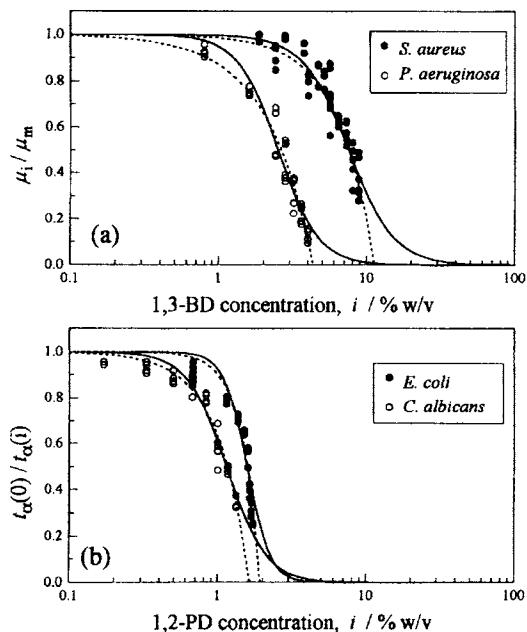 1.0
0.8
0.6
0.4
0.2
0.0
μi / μm
S. aureus
P. aeruginosa
(a)
0.1
1
10
100
1,3-BD concentration, i / % w/v
1.0
0.8
0.6
0.4
0.2
0.0
tα(0) / tα(i)
E. coli
C. albicans
(b)
0.1
1
10
100
1,2-PD concentration, i / % w/v